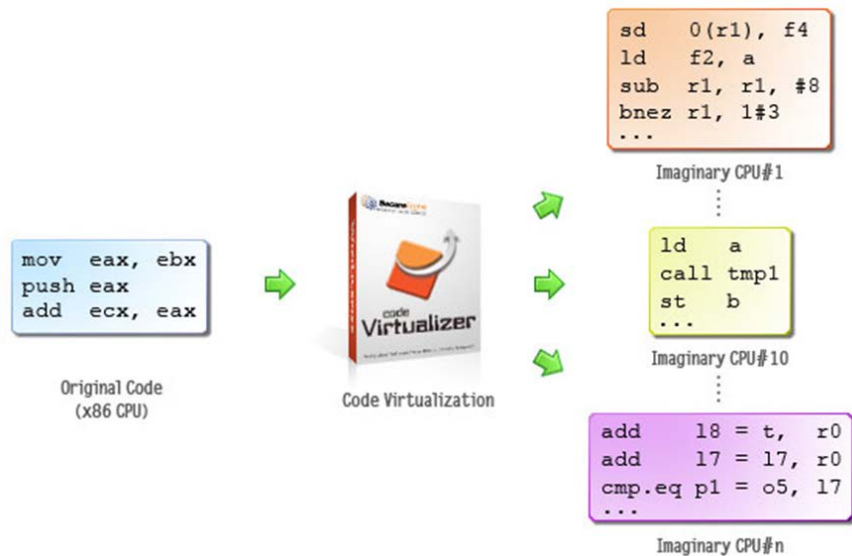 mov eax, ebx
push eax
add ecx, eax
Original Code
(x86 CPU)
code
Virtualizer
Code Virtualization
sd 0(r1), f4
ld f2, a
sub r1, r1, #8
bnez r1, 1#3
...
Imaginary CPU#1
ld a
call tmp1
st b
...
Imaginary CPU#10
add l8 = t, r0
add l7 = l7, r0
cmp.eq p1 = o5, l7
...
Imaginary CPU#n